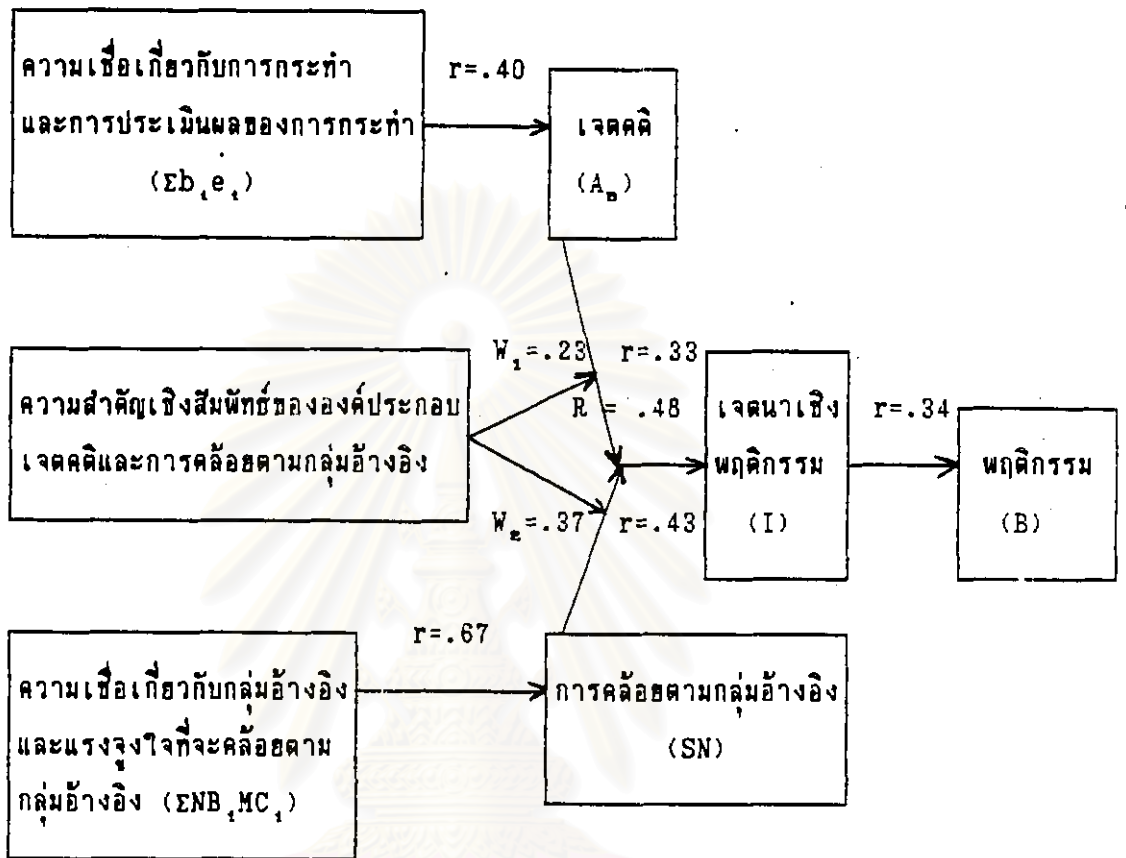 ความเชื่อเกี่ยวกับการกระทำ
และการประเมินผลของการกระทำ
(Σb₁e₁)
r=.40
เจตคติ
(A_B)
ความสำคัญเชิงสัมพัทธ์ขององค์ประกอบ
เจตคติและการคล้อยตามกลุ่มอ้างอิง
W₁=.23 r=.33
R = .48
W₂=.37 r=.43
เจตนาเชิง
พฤติกรรม
(I)
r=.34
พฤติกรรม
(B)
ความเชื่อเกี่ยวกับกลุ่มอ้างอิง
และแรงจูงใจที่จะคล้อยตาม
กลุ่มอ้างอิง (ΣNB₁MC₁)
r=.67
การคล้อยตามกลุ่มอ้างอิง
(SN)